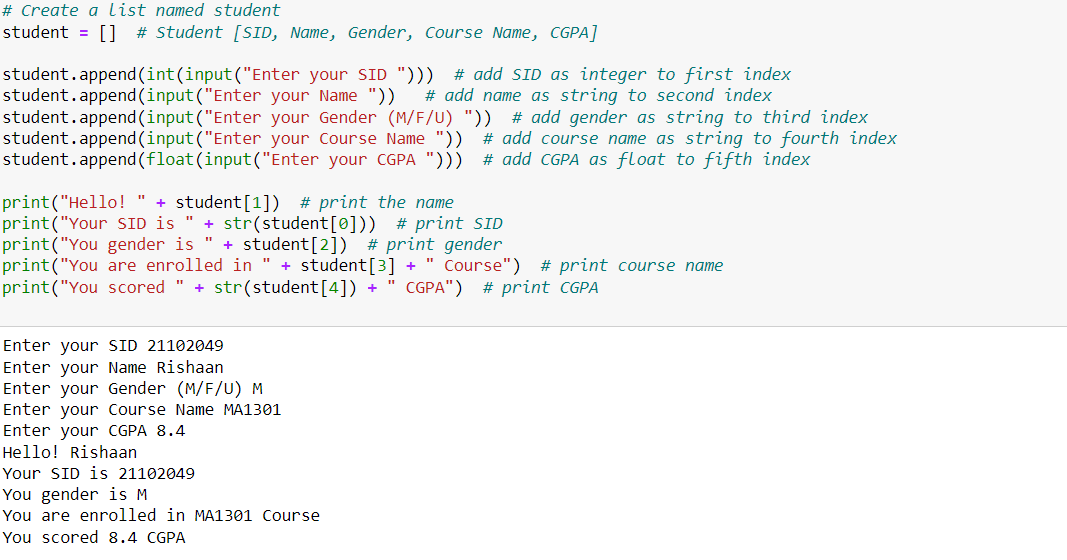 # Create a list named student
student = []  # Student [SID, Name, Gender, Course Name, CGPA]
student.append(int(input("Enter your SID ")))  # add SID as integer to first index
student.append(input("Enter your Name "))   # add name as string to second index
student.append(input("Enter your Gender (M/F/U) "))  # add gender as string to third index
student.append(input("Enter your Course Name "))  # add course name as string to fourth index
student.append(float(input("Enter your CGPA ")))  # add CGPA as float to fifth index
print("Hello! " + student[1])  # print the name
print("Your SID is " + str(student[0]))  # print SID
print("You gender is " + student[2])  # print gender
print("You are enrolled in " + student[3] + " Course")  # print course name
print("You scored " + str(student[4]) + " CGPA")  # print CGPA
Enter your SID 21102049
Enter your Name Rishaan
Enter your Gender (M/F/U) M
Enter your Course Name MA1301
Enter your CGPA 8.4
Hello! Rishaan
Your SID is 21102049
You gender is M
You are enrolled in MA1301 Course
You scored 8.4 CGPA